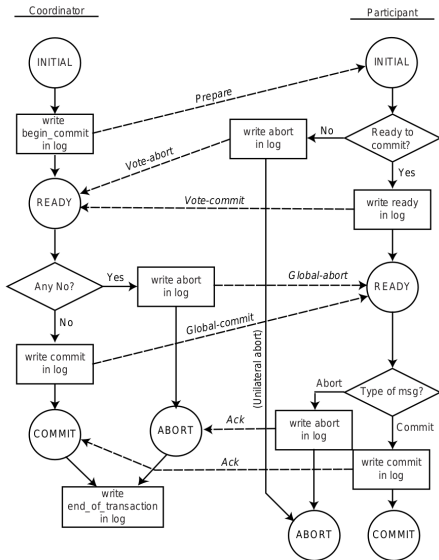 Coordinator
Participant
INITIAL
INITIAL
Prepare
write
begin_commit
in log
write abort
in log
No
Ready to
commit?
Vote-abort
Yes
READY
Vote-commit
write ready
in log
Any No?
Yes
write abort
in log
Global-abort
READY
No
Global-commit
write commit
in log
(Unilateral abort)
Abort
Type of msg?
Commit
COMMIT
ABORT
Ack
write abort
in log
Ack
write commit
in log
write
end_of_transaction
in log
ABORT
COMMIT